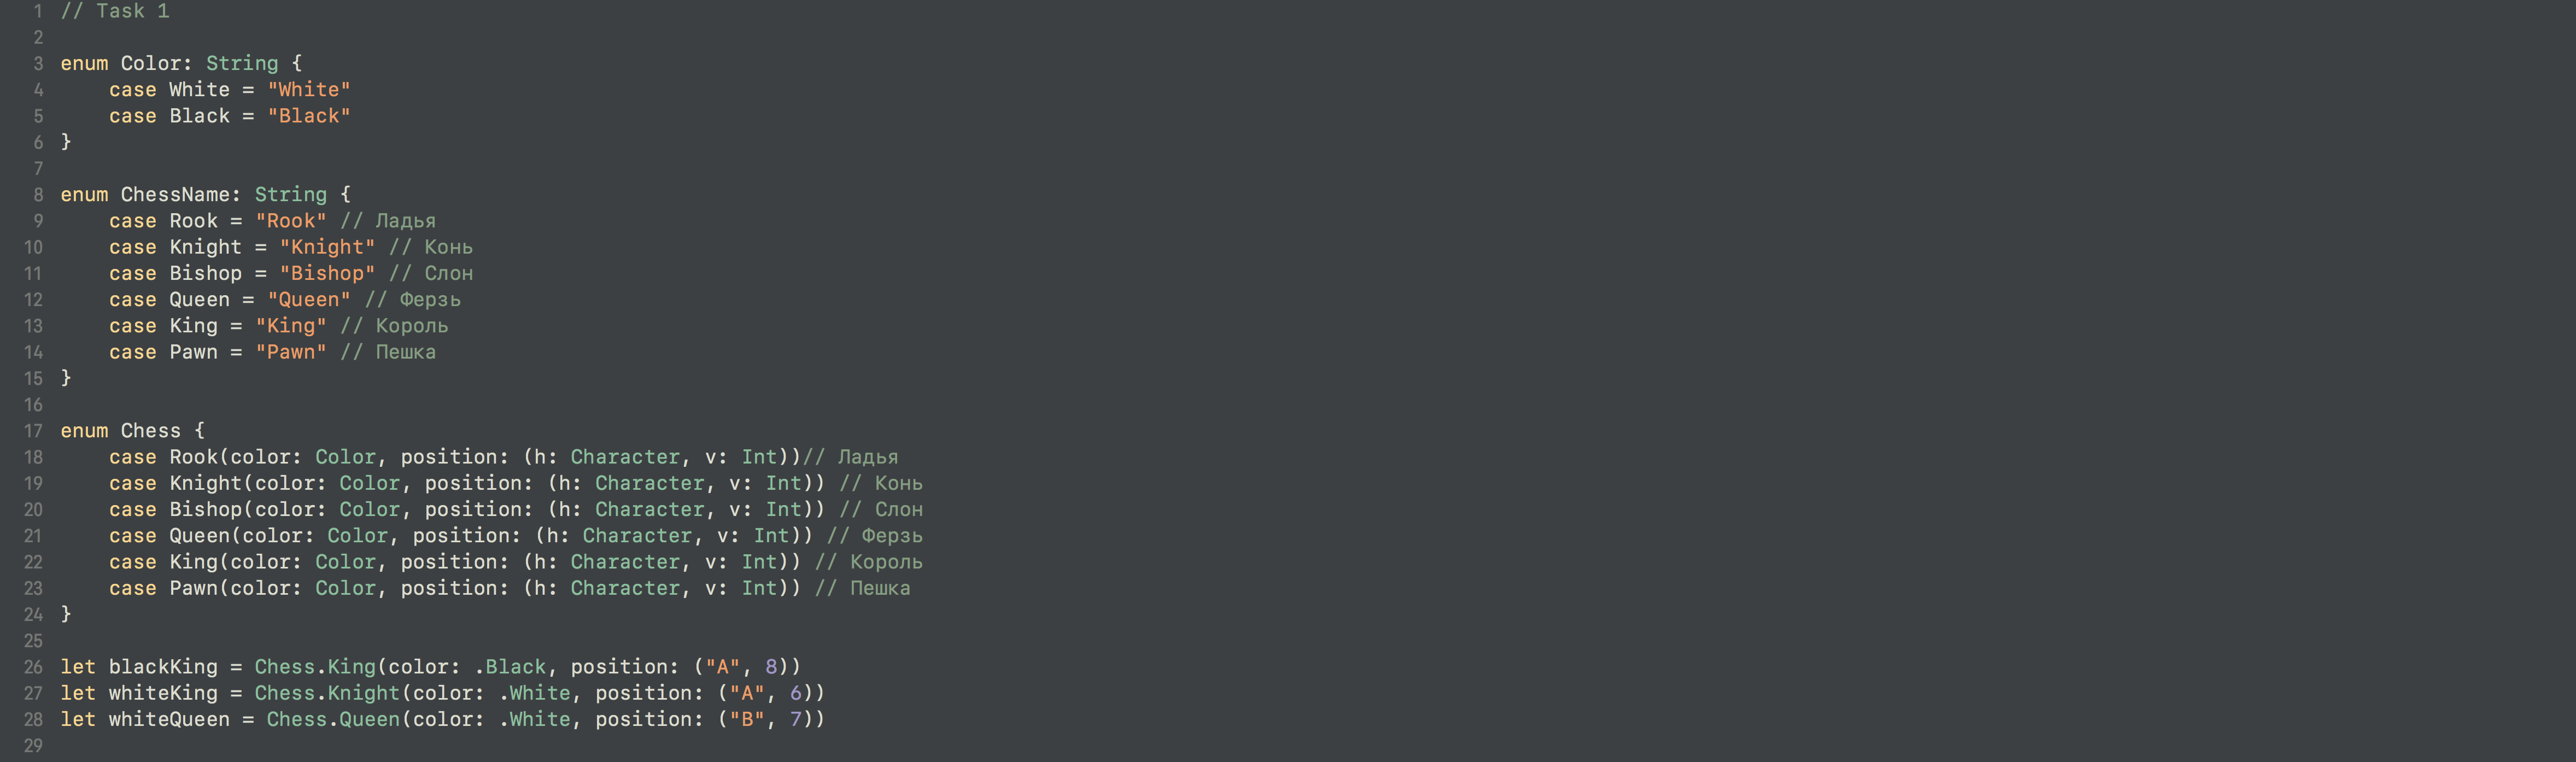 1 // Task 1
2
3 enum Color: String {
4     case White = "White"
5     case Black = "Black"
6 }
7
8 enum ChessName: String {
9     case Rook = "Rook" // Ладья
10     case Knight = "Knight" // Конь
11     case Bishop = "Bishop" // Слон
12     case Queen = "Queen" // Ферзь
13     case King = "King" // Король
14     case Pawn = "Pawn" // Пешка
15 }
16
17 enum Chess {
18     case Rook(color: Color, position: (h: Character, v: Int))// Ладья
19     case Knight(color: Color, position: (h: Character, v: Int)) // Конь
20     case Bishop(color: Color, position: (h: Character, v: Int)) // Слон
21     case Queen(color: Color, position: (h: Character, v: Int)) // Ферзь
22     case King(color: Color, position: (h: Character, v: Int)) // Король
23     case Pawn(color: Color, position: (h: Character, v: Int)) // Пешка
24 }
25
26 let blackKing = Chess.King(color: .Black, position: ("A", 8))
27 let whiteKing = Chess.Knight(color: .White, position: ("A", 6))
28 let whiteQueen = Chess.Queen(color: .White, position: ("B", 7))
29